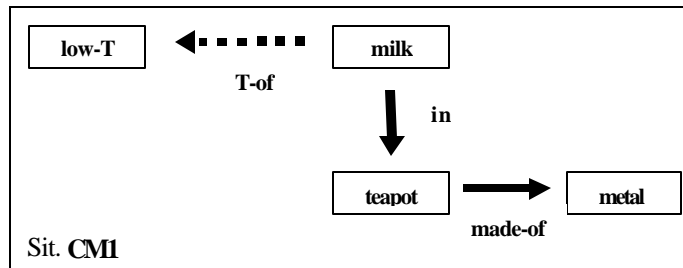 low-T
milk
T-of
in
teapot
metal
made-of
Sit. CM1